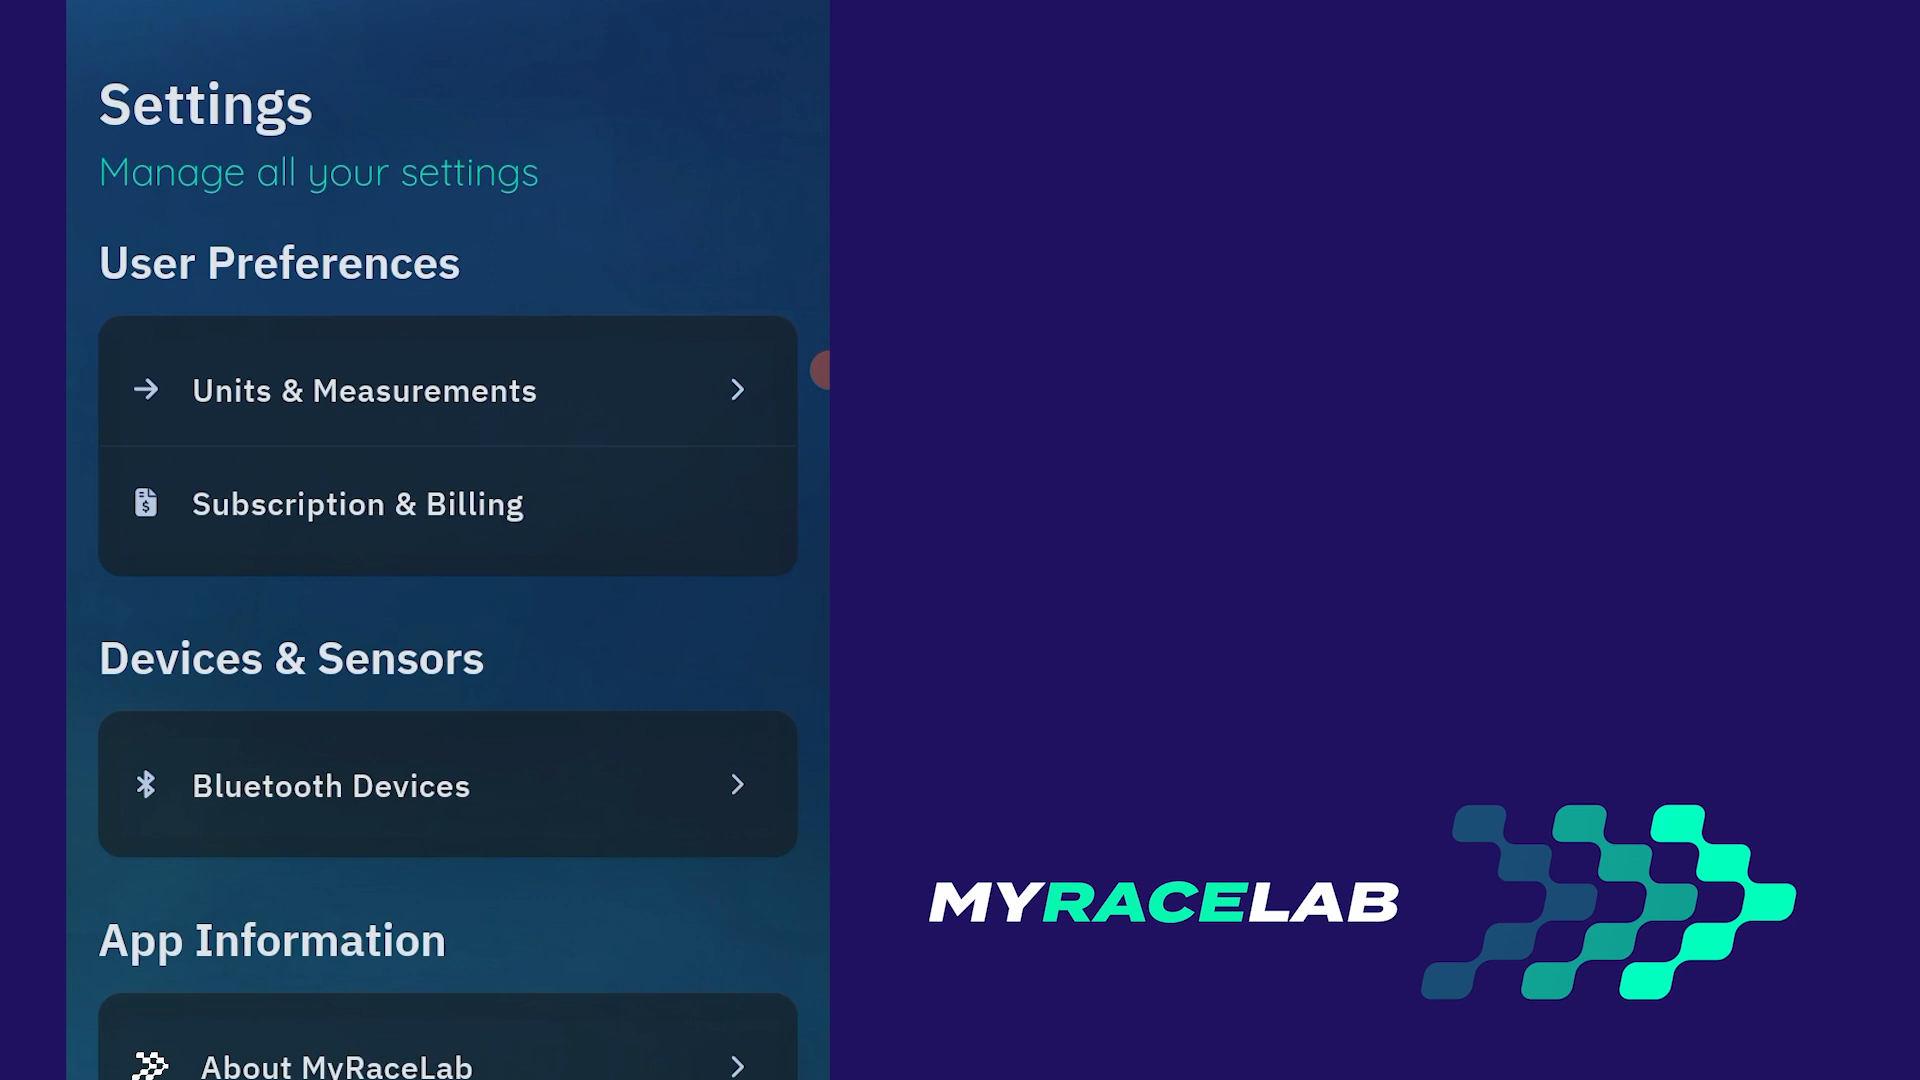 Settings
Manage all your settings
User Preferences
Units & Measurements
Subscription & Billing
Devices & Sensors
Bluetooth Devices
App Information
About MyRaceLab
MYRACELAB